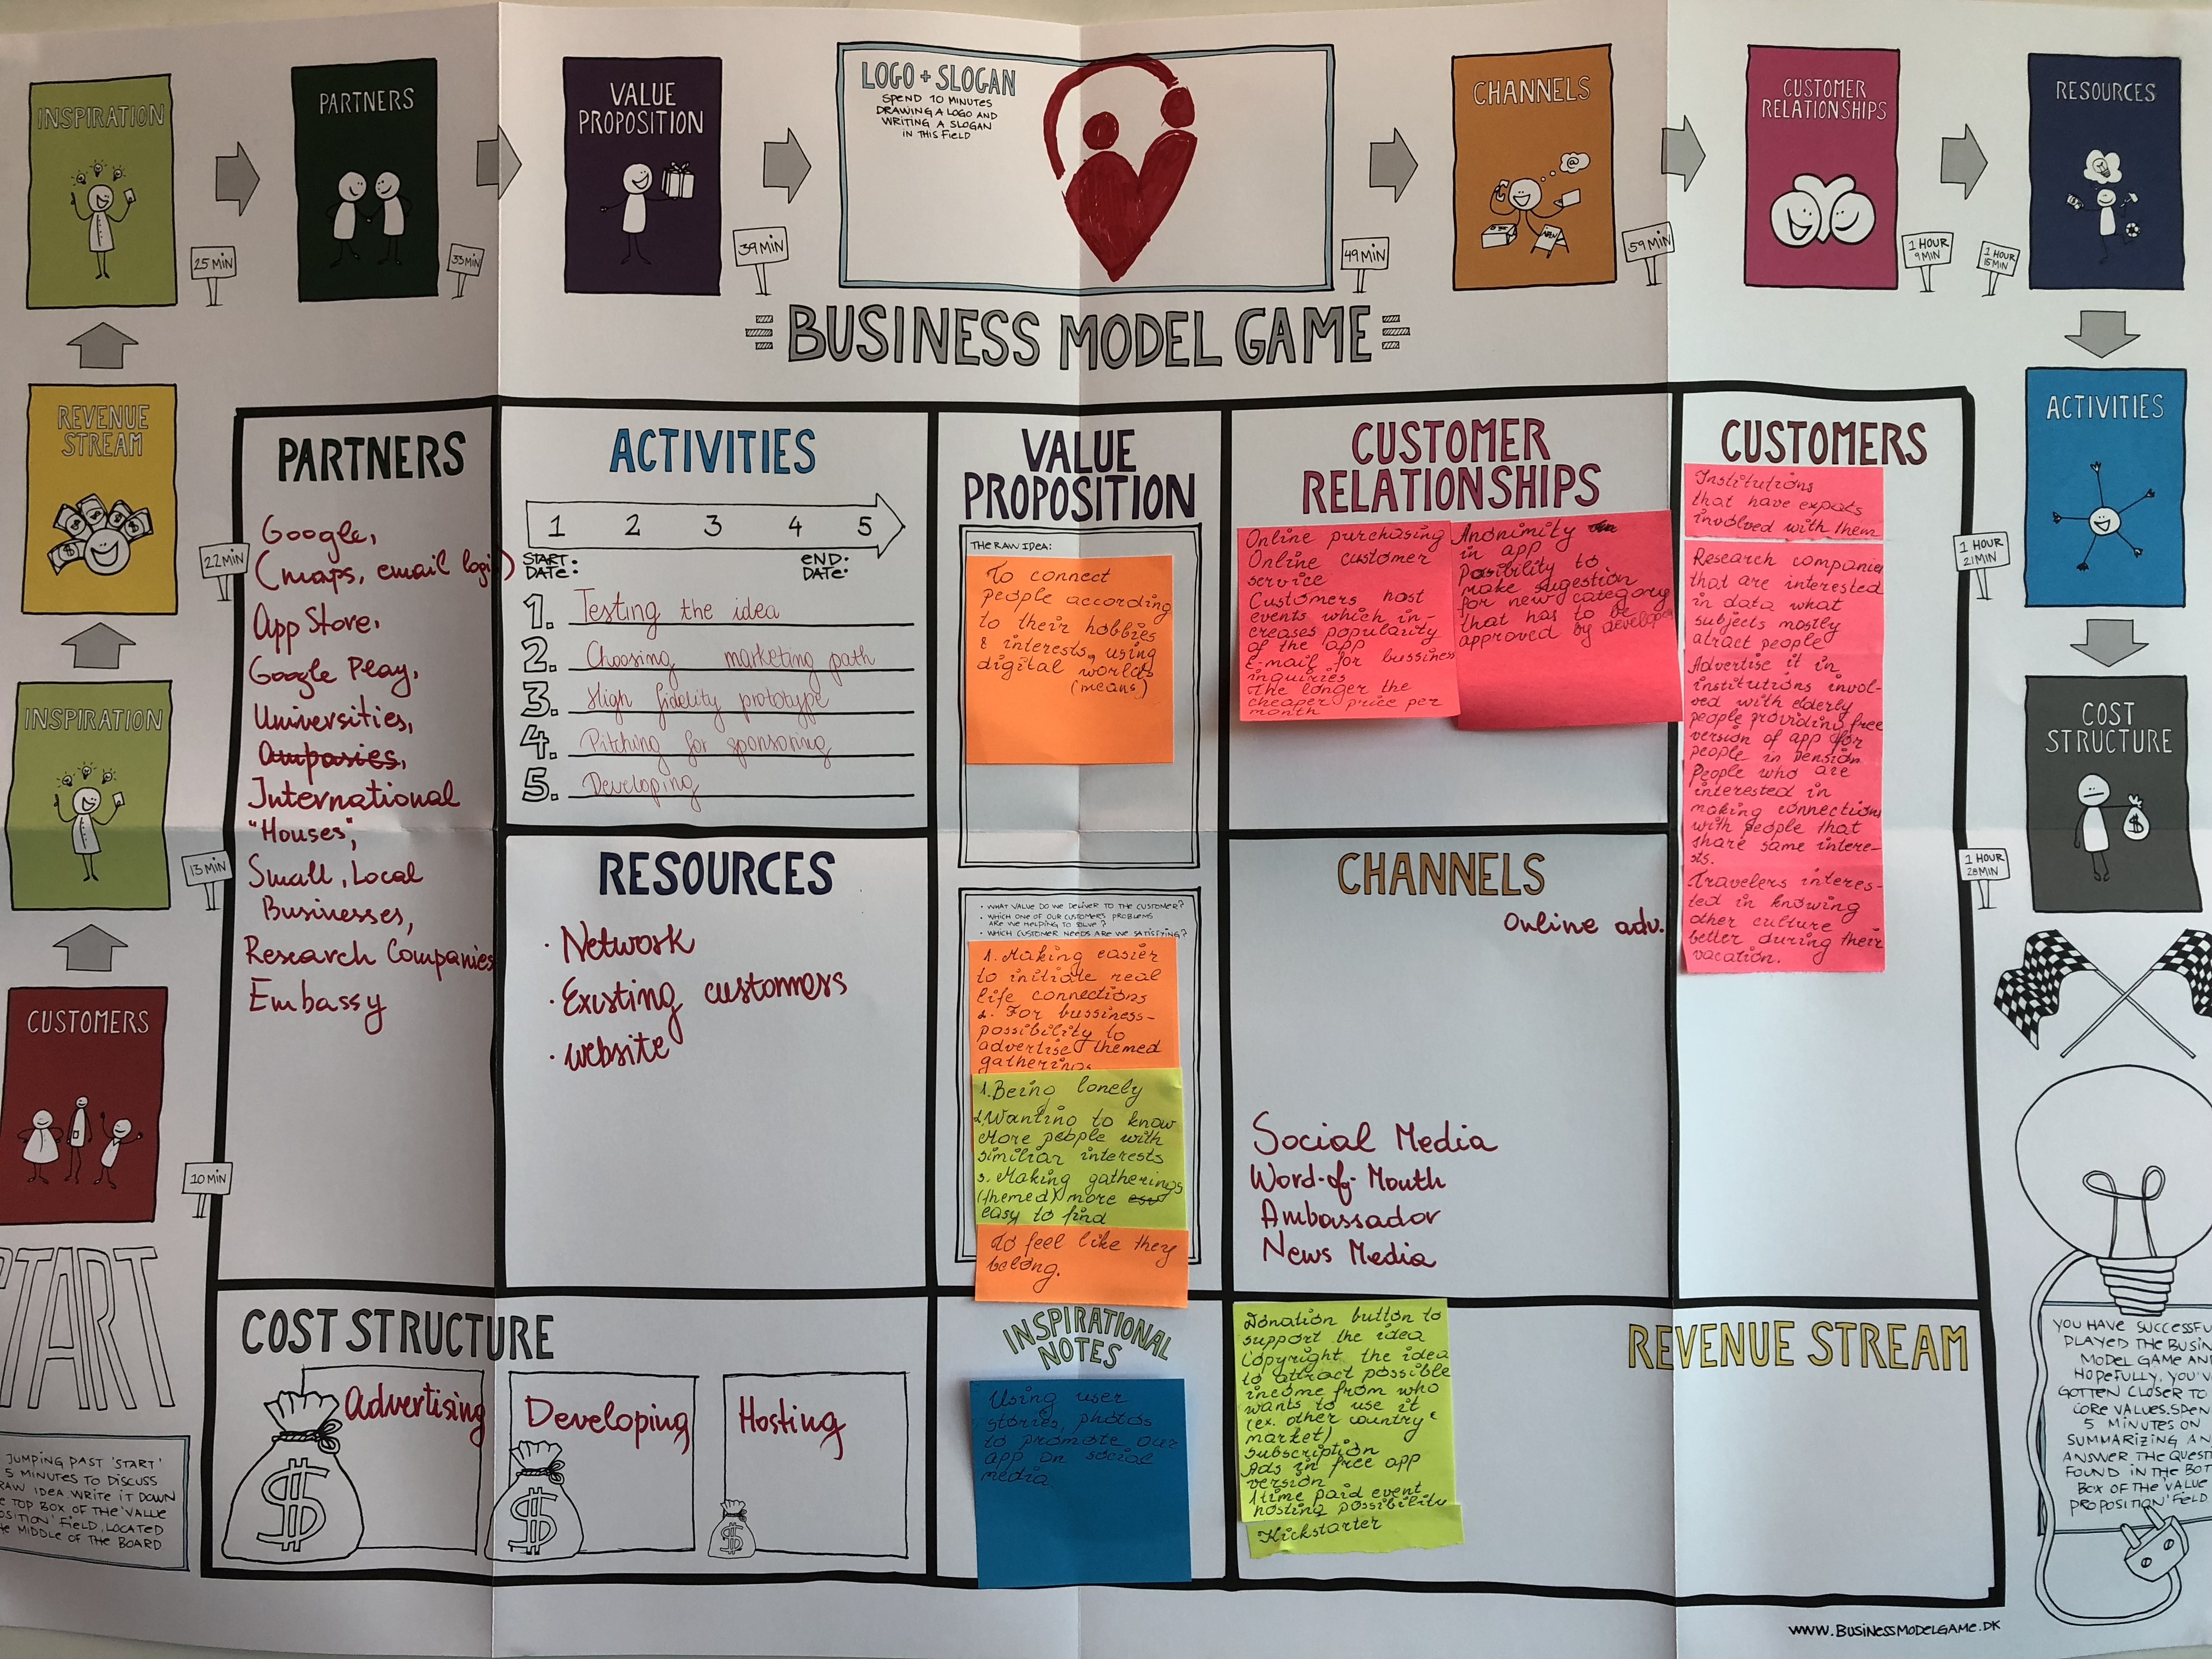 INSPIRATION
PARTNERS
VALUE
PROPOSITION
LOGO + SLOGAN
SPEND 10 MINUTES
DRAWING A LOGO AND
WRITING A SLOGAN
IN THIS FIELD
CHANNELS
CUSTOMER
RELATIONSHIPS
RESOURCES
25 MIN
33 MIN
39 MIN
49 MIN
59 MIN
1 HOUR
9 MIN
1 HOUR
15 MIN
BUSINESS MODEL GAME
REVENUE
STREAM
22 MIN
INSPIRATION
13 MIN
CUSTOMERS
10 MIN
START
JUMPING PAST 'START'
5 MINUTES TO DISCUSS
RAW IDEA. WRITE IT DOWN
TOP BOX OF THE 'VALUE
FIELD, LOCATED
MIDDLE OF THE BOARD
PARTNERS
Google,
(maps, email login)
App Store,
Google Play,
Universities,
International
"Houses",
Small, Local
Businesses,
Research Companies
Embassy
ACTIVITIES
1 2 3 4 5
START
DATE:
END:
DATE:
1. Testing the idea
2. Choosing marketing path
3. High fidelity prototype
4. Pitching for sponsoring
5. Developing
RESOURCES
· Network
· Existing custommers
· website
VALUE
PROPOSITION
THE RAW IDEA:
To connect
people according
to their hobbies
& interests, using
digital worlds
(means)
• WHAT VALUE DO WE DELIVER TO THE CUSTOMER?
• WHICH ONE OF OUR CUSTOMERS PROBLEMS
ARE WE HELPING TO SOLVE?
• WHICH CUSTOMER NEEDS ARE WE SATISFYING?
1. Making easier
to initiate real
life connections
2. For bussiness-
possibility to
advertise themed
gatherings
1. Being lonely
2. Wanting to know
more people with
similiar interests
3. Making gatherings
(themed) more
easy to find
To feel like they
belong.
CUSTOMER
RELATIONSHIPS
Online purchasing
Online customer
service
Customers host
events which in-
creases popularity
of the app
E-mail for bussiness
inquiries
The longer the
cheaper price per
month
Anonimity
in app
Possibility to
make sugestion
for new category
that has to be
approved by developer
CHANNELS
Online adv.
Social Media
Word-of-Mouth
Ambassador
News Media
CUSTOMERS
Institutions
that have expats
involved with them
Research companies
that are interested
in data what
subjects mostly
atract people
Advertise it in
institutions invol-
ved with elderly
people providing free
version of app for
people in pension
People who are
interested in
making connections
with people that
share same intere-
sts.
Travelers interes-
ted in knowing
other culture
better during their
vacation.
COST STRUCTURE
Advertising
Developing
Hosting
$
$
$
INSPIRATIONAL
NOTES
Using user
stories, photos
to promote our
app on social
media.
REVENUE STREAM
Donation button to
support the idea
Copyright the idea
to attract possible
income from who
wants to use it
(ex. other country
market)
subscription
Ads in free app
version
1 time paid event
hosting possibility
Kickstarter
ACTIVITIES
1 HOUR
21 MIN
COST
STRUCTURE
1 HOUR
28 MIN
YOU HAVE SUCCESSFU
PLAYED THE BUSIN
MODEL GAME AN
HOPEFULLY, YOU'V
GOTTEN CLOSER TO
CORE VALUES. SPEN
5 MINUTES ON
SUMMARIZING AN
ANSWER THE QUEST
FOUND IN THE BOT
BOX OF THE 'VALUE
PROPOSITION' FIELD
WWW.BUSINESSMODELGAME.DK